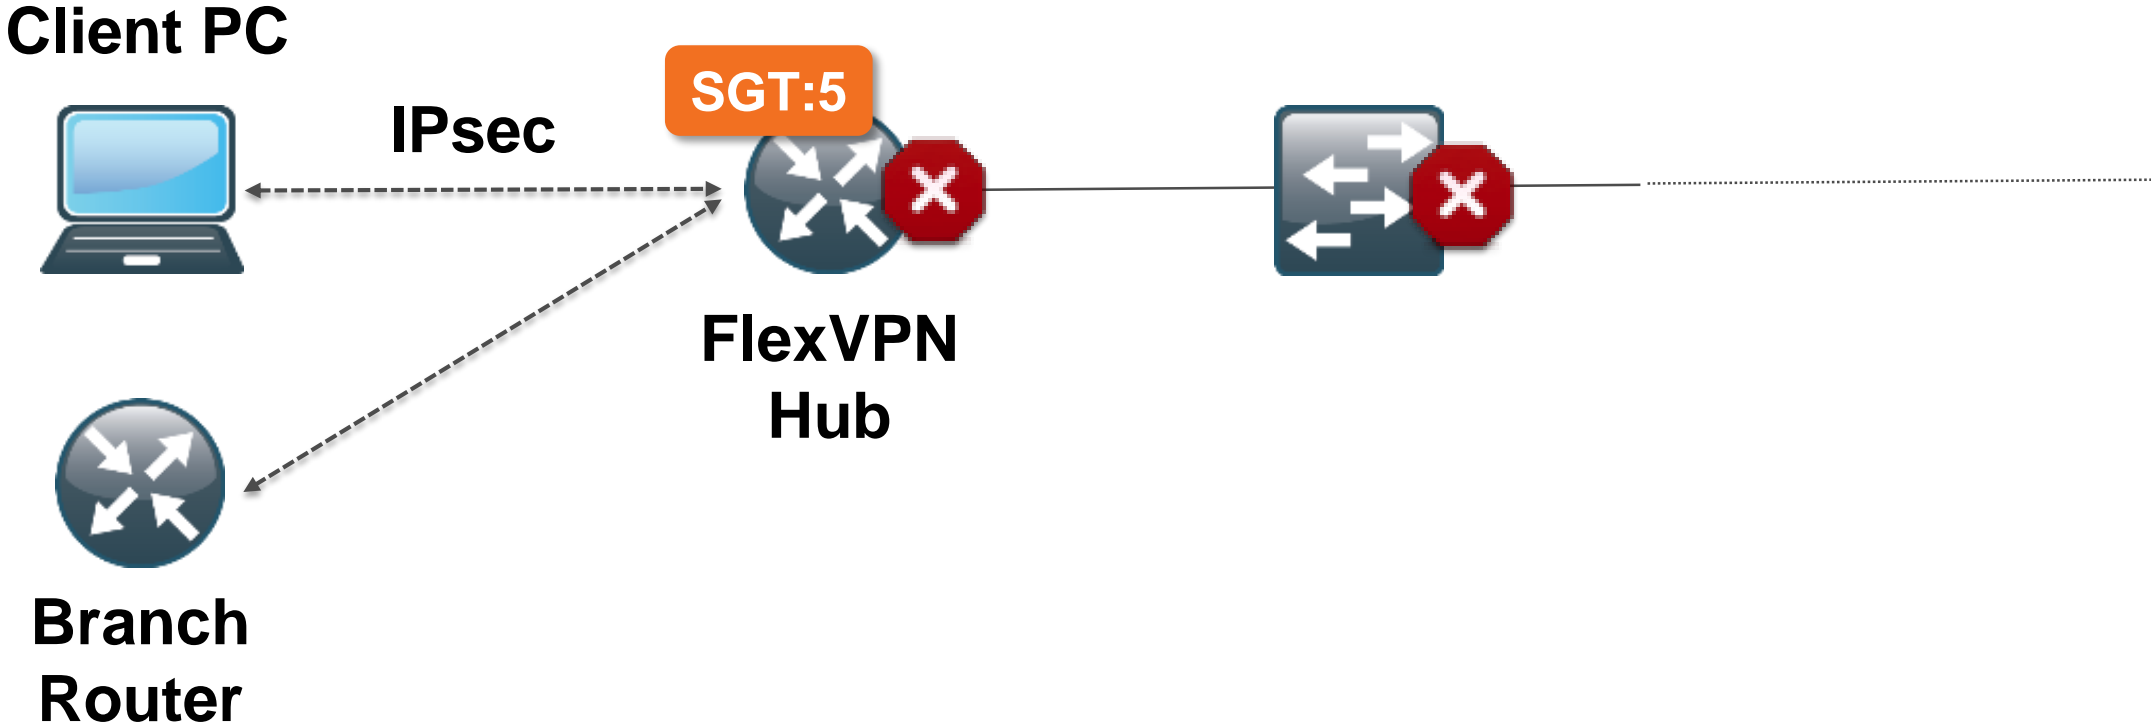 Client PC
SGT:5
IPsec
FlexVPN
Hub
Branch
Router